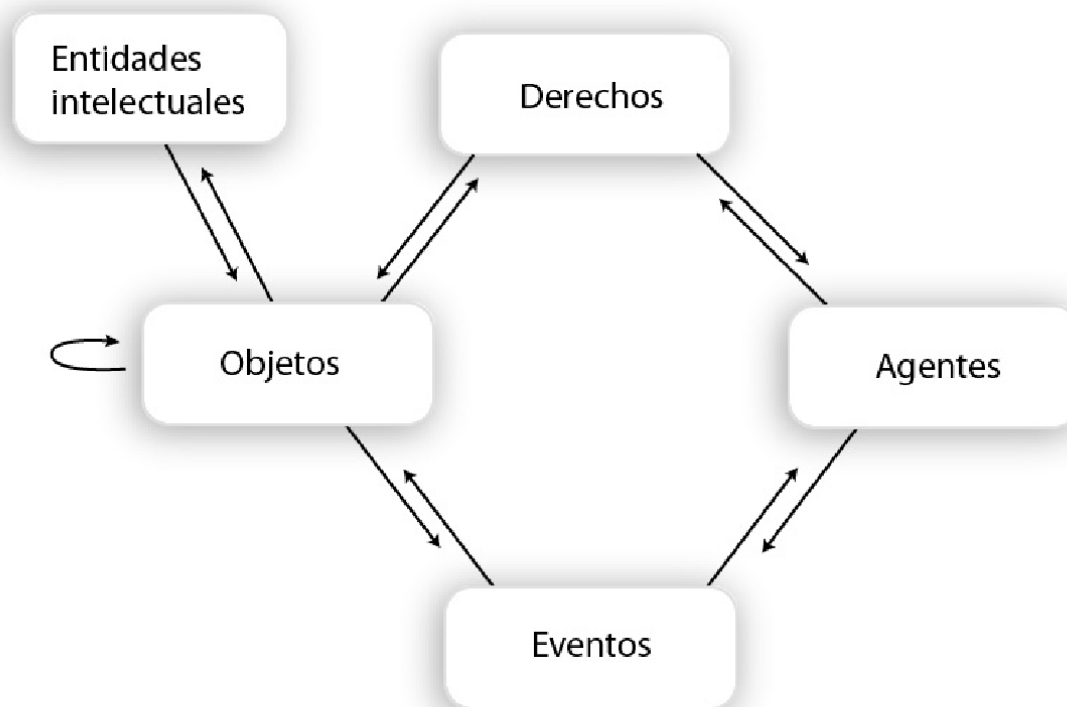 Entidades
intelectuales
Derechos
Objetos
Agentes
Eventos